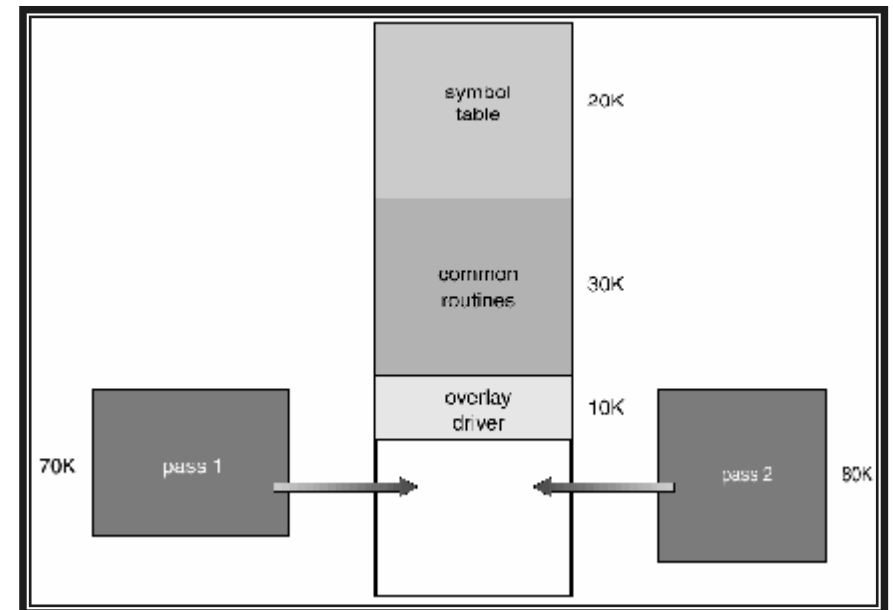 symbol
table
20K
common
routines
30K
overlay
driver
10K
70K
pass 1
pass 2
80K